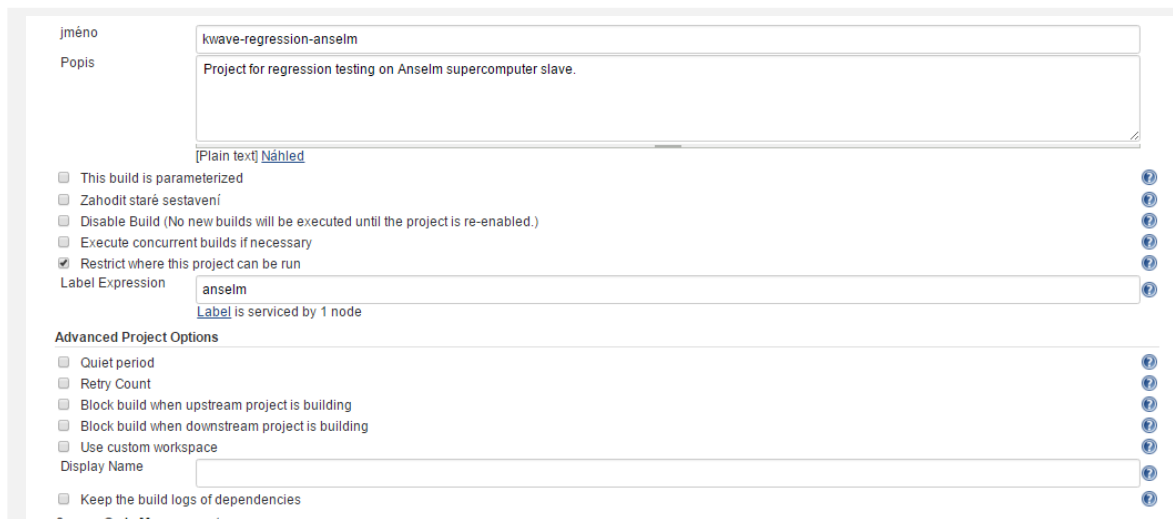 jméno
kwave-regression-anselm
Popis
Project for regression testing on Anselm supercomputer slave.
[Plain text] Náhled
This build is parameterized
Zahodit staré sestavení
Disable Build (No new builds will be executed until the project is re-enabled.)
Execute concurrent builds if necessary
Restrict where this project can be run
Label Expression
anselm
Label is serviced by 1 node
Advanced Project Options
Quiet period
Retry Count
Block build when upstream project is building
Block build when downstream project is building
Use custom workspace
Display Name
Keep the build logs of dependencies